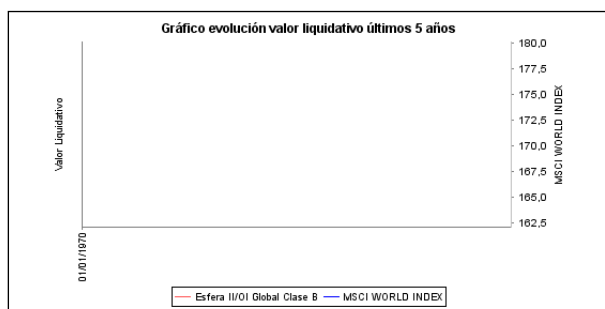 Gráfico evolución valor liquidativo últimos 5 años
Valor Liquidativo
180,0
177,5
175,0
172,5
170,0
167,5
165,0
162,5
MSCI WORLD INDEX
01/01/1970
Esfera II/OI Global Clase B
MSCI WORLD INDEX